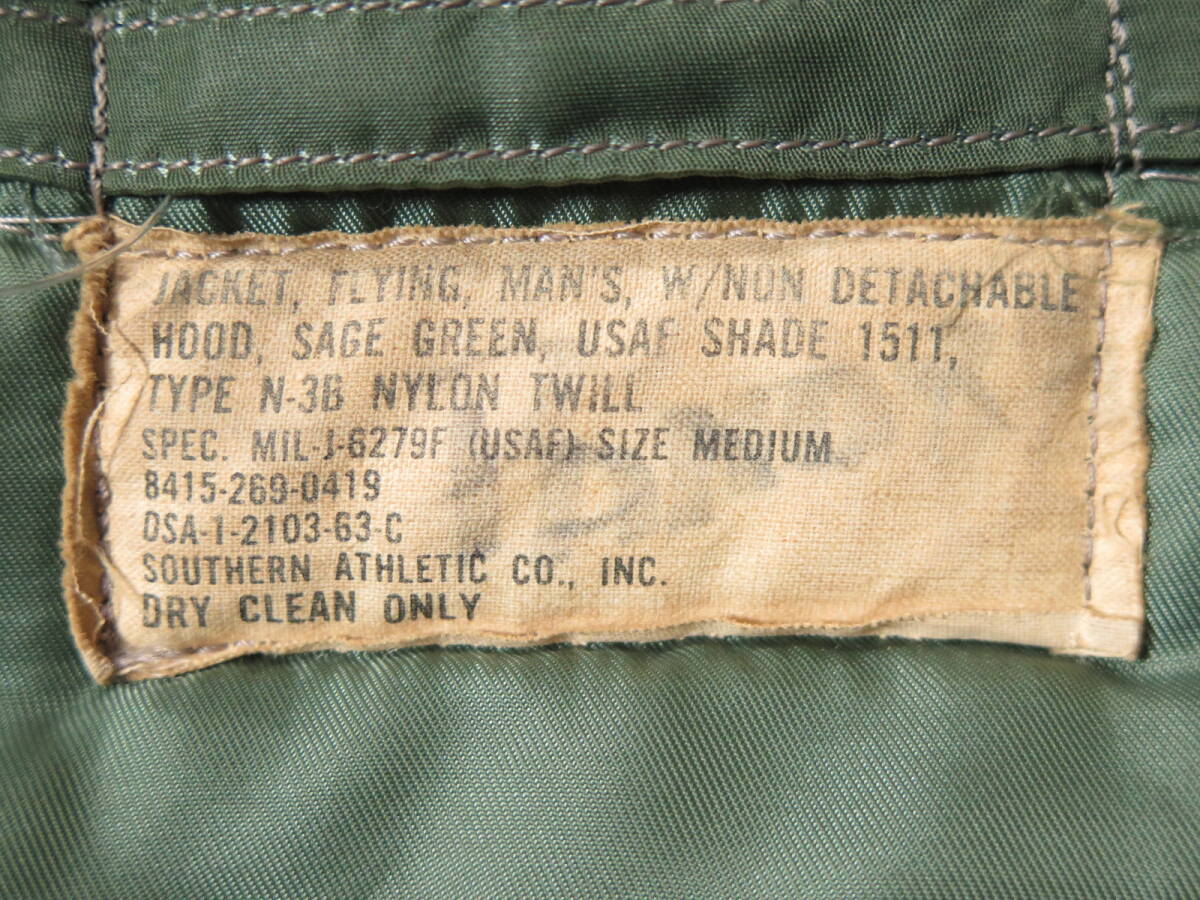 JACKET, FLYING, MAN'S, W/NON DETACHABLE
HOOD, SAGE GREEN, USAF SHADE 1511,
TYPE N-3B NYLON TWILL
SPEC. MIL-J-6279F (USAF) SIZE MEDIUM
8415-269-0419
DSA-1-2103-63-C
SOUTHERN ATHLETIC CO., INC.
DRY CLEAN ONLY